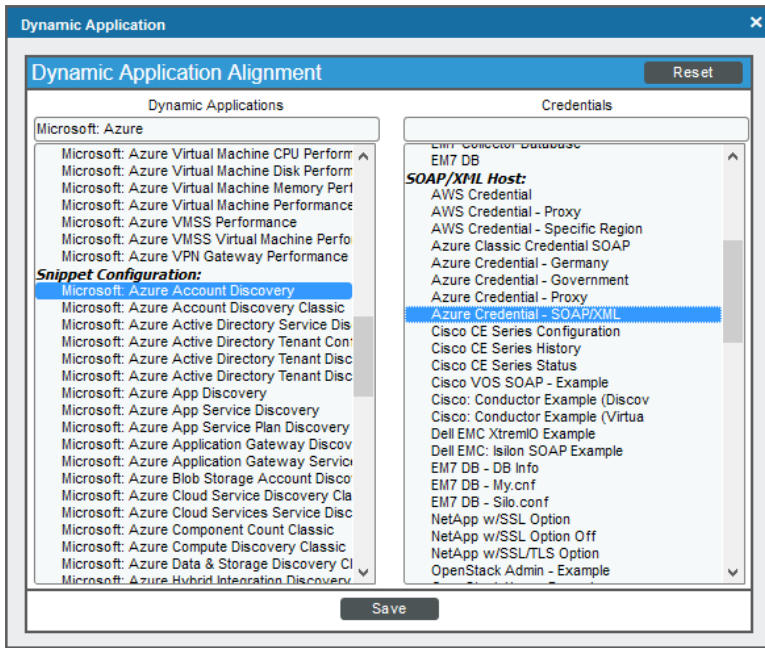 Dynamic Application
Dynamic Application Alignment
Reset
Dynamic Applications
Microsoft: Azure
Microsoft: Azure Virtual Machine CPU Perform
Microsoft: Azure Virtual Machine Disk Perform
Microsoft: Azure Virtual Machine Memory Perf
Microsoft: Azure Virtual Machine Performance
Microsoft: Azure VMSS Performance
Microsoft: Azure VMSS Virtual Machine Perfo
Microsoft: Azure VPN Gateway Performance
Snippet Configuration:
Microsoft: Azure Account Discovery
Microsoft: Azure Account Discovery Classic
Microsoft: Azure Active Directory Service Dis
Microsoft: Azure Active Directory Tenant Conf
Microsoft: Azure Active Directory Tenant Disc
Microsoft: Azure Active Directory Tenant Disc
Microsoft: Azure App Discovery
Microsoft: Azure App Service Discovery
Microsoft: Azure App Service Plan Discovery
Microsoft: Azure Application Gateway Discov
Microsoft: Azure Application Gateway Service
Microsoft: Azure Blob Storage Account Disco
Microsoft: Azure Cloud Service Discovery Cla
Microsoft: Azure Cloud Services Service Disc
Microsoft: Azure Component Count Classic
Microsoft: Azure Compute Discovery Classic
Microsoft: Azure Data & Storage Discovery Cl
Microsoft: Azure Hybrid Integration Discovery
Credentials
EM7 Collector Database
EM7 DB
SOAP/XML Host:
AWS Credential
AWS Credential - Proxy
AWS Credential - Specific Region
Azure Classic Credential SOAP
Azure Credential - Germany
Azure Credential - Government
Azure Credential - Proxy
Azure Credential - SOAP/XML
Cisco CE Series Configuration
Cisco CE Series History
Cisco CE Series Status
Cisco VOS SOAP - Example
Cisco: Conductor Example (Discov
Cisco: Conductor Example (Virtua
Dell EMC XtremIO Example
Dell EMC: Isilon SOAP Example
EM7 DB - DB Info
EM7 DB - My.cnf
EM7 DB - Silo.conf
NetApp w/SSL Option
NetApp w/SSL Option Off
NetApp w/SSL/TLS Option
OpenStack Admin - Example
Save